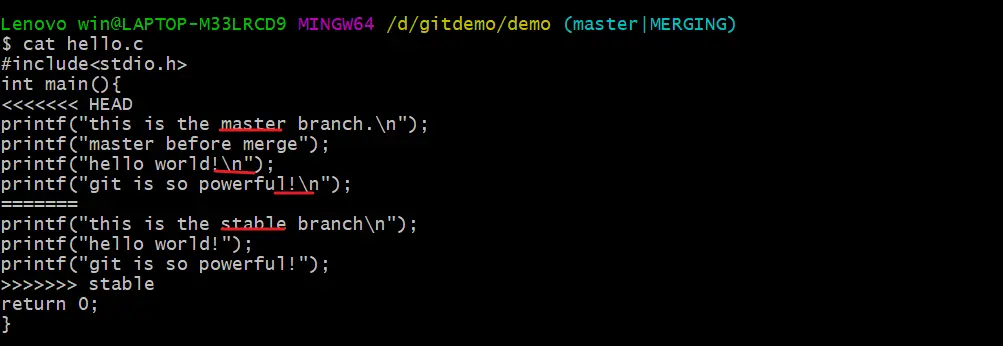 Lenovo win@LAPTOP-M33LRCD9 MINGW64 /d/gitdemo/demo (master|MERGING)
$ cat hello.c
#include<stdio.h>
int main(){
<<<<<<< HEAD
printf("this is the master branch.\n");
printf("master before merge");
printf("hello world!\n");
printf("git is so powerful!\n");
=======
printf("this is the stable branch\n");
printf("hello world!");
printf("git is so powerful!");
>>>>>>> stable
return 0;
}